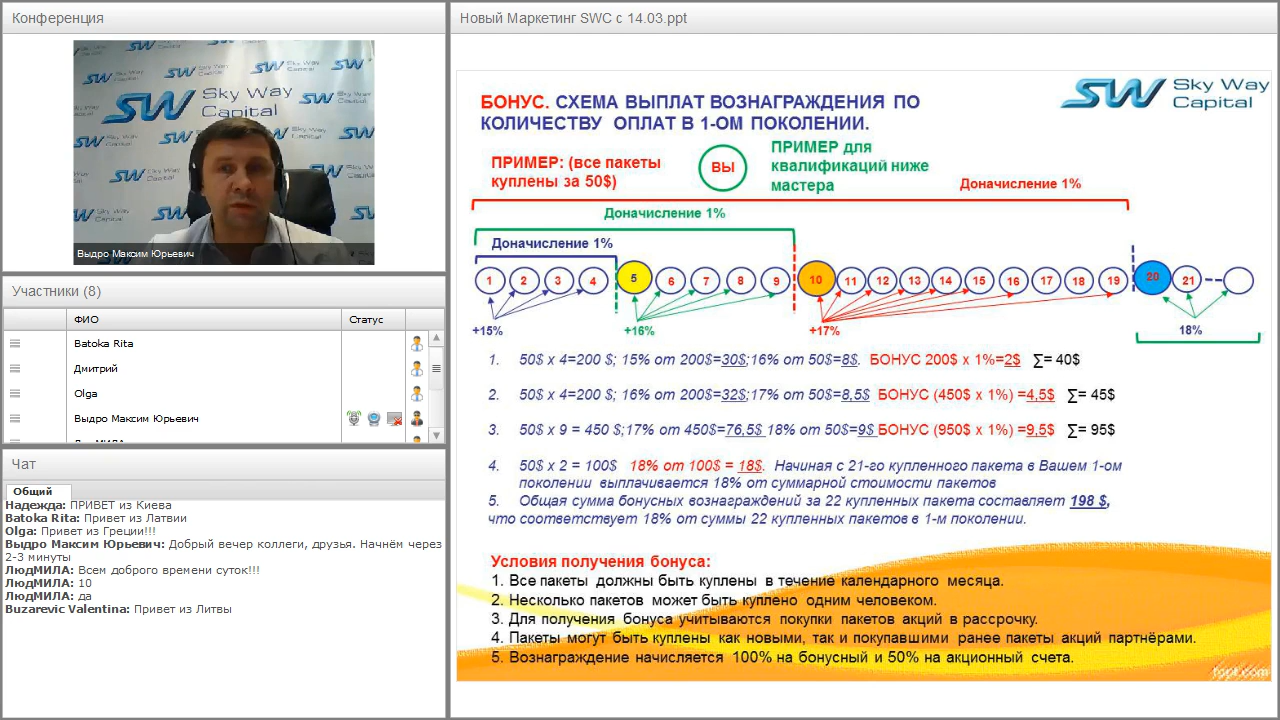 Конференция
Новый Маркетинг SWC с 14.03.ppt
SW Sky Way Capital
Выдро Максим Юрьевич
Участники (8)
ФИО
Статус
Batoka Rita
Дмитрий
Olga
Выдро Максим Юрьевич
Чат
Общий
Надежда: ПРИВЕТ из Киева
Batoka Rita: Привет из Латвии
Olga: Привет из Греции!!!
Выдро Максим Юрьевич: Добрый вечер коллеги, друзья. Начнём через
2-3 минуты
ЛюдМИЛА: Всем доброго времени суток!!!
ЛюдМИЛА: 10
ЛюдМИЛА: да
Buzarevic Valentina: Привет из Литвы
SW Sky Way
Capital
БОНУС. СХЕМА ВЫПЛАТ ВОЗНАГРАЖДЕНИЯ ПО
КОЛИЧЕСТВУ ОПЛАТ В 1-ОМ ПОКОЛЕНИИ.
ПРИМЕР: (все пакеты
куплены за 50$)
ВЫ
ПРИМЕР для
квалификаций ниже
мастера
Доначисление 1%
Доначисление 1%
Доначисление 1%
1 2 3 4 5 6 7 8 9 10 11 12 13 14 15 16 17 18 19 20 21
+15% +16% +17% 18%
1. 50$ x 4=200 $; 15% от 200$=30$;16% от 50$=8$. БОНУС 200$ x 1%=2$ ∑= 40$
2. 50$ x 4=200 $; 16% от 200$=32$;17% от 50$=8,5$ БОНУС (450$ x 1%) =4,5$ ∑= 45$
3. 50$ x 9 = 450 $;17% от 450$=76,5$ 18% от 50$=9$ БОНУС (950$ x 1%) =9,5$ ∑= 95$
4. 50$ x 2 = 100$ 18% от 100$ = 18$. Начиная с 21-го купленного пакета в Вашем 1-ом
поколении выплачивается 18% от суммарной стоимости пакетов
5. Общая сумма бонусных вознаграждений за 22 купленных пакета составляет 198 $,
что соответствует 18% от суммы 22 купленных пакетов в 1-м поколении.
Условия получения бонуса:
1. Все пакеты должны быть куплены в течение календарного месяца.
2. Несколько пакетов может быть куплено одним человеком.
3. Для получения бонуса учитываются покупки пакетов акций в рассрочку.
4. Пакеты могут быть куплены как новыми, так и покупавшими ранее пакеты акций партнёрами.
5. Вознаграждение начисляется 100% на бонусный и 50% на акционный счета.
fppt.com